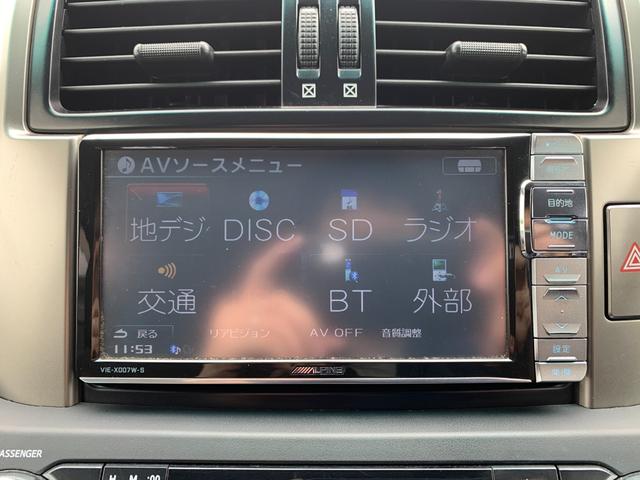 AVソースメニュー
地デジ DISC SD ラジオ
交通 BT 外部
戻る リアビジョン AV OFF 音質調整
11:53
VIE-X007W-S
ALPINE
目的地
MODE
AV
設定
PASSENGER
H M :00